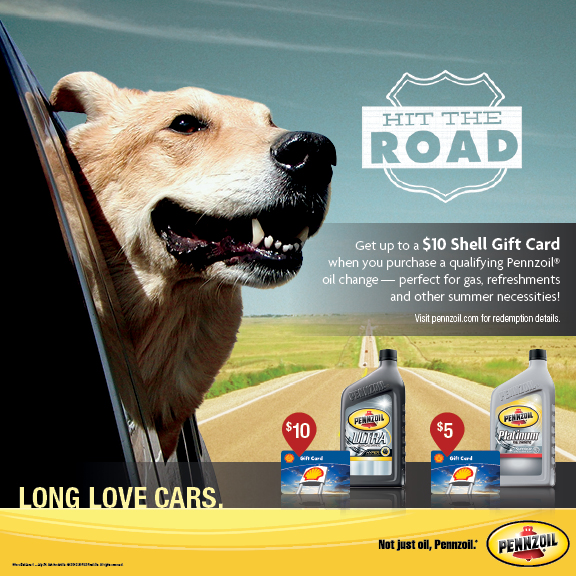 HIT THE
ROAD
Get up to a $10 Shell Gift Card
when you purchase a qualifying Pennzoil®
oil change — perfect for gas, refreshments
and other summer necessities!
Visit pennzoil.com for redemption details.
$10
Gift Card
PENNZOIL
ULTRA
$5
Gift Card
PENNZOIL
Platinum
LONG LOVE CARS.
Not just oil, Pennzoil.
PENNZOIL